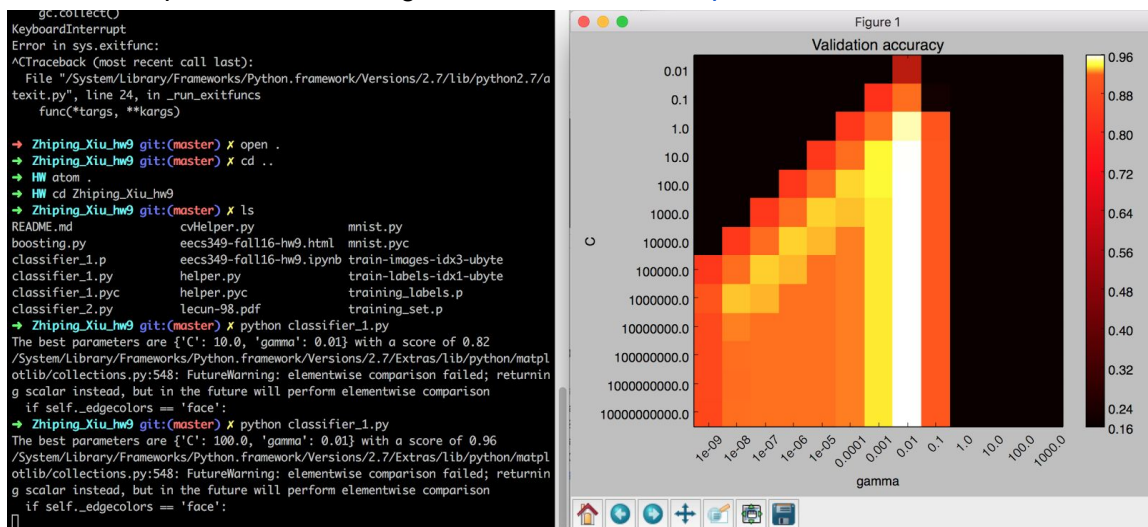 gc.collect()
KeyboardInterrupt
Error in sys.exitfunc:
^CTraceback (most recent call last):
  File "/System/Library/Frameworks/Python.framework/Versions/2.7/lib/python2.7/a
texit.py", line 24, in _run_exitfuncs
    func(*targs, **kargs)
→ Zhiping_Xiu_hw9 git:(master) ✗ open .
→ Zhiping_Xiu_hw9 git:(master) ✗ cd ..
→ HW atom .
→ HW cd Zhiping_Xiu_hw9
→ Zhiping_Xiu_hw9 git:(master) ✗ ls
README.md cvHelper.py mnist.py
boosting.py eecs349-fall16-hw9.html mnist.pyc
classifier_1.p eecs349-fall16-hw9.ipynb train-images-idx3-ubyte
classifier_1.py helper.py train-labels-idx1-ubyte
classifier_1.pyc helper.pyc training_labels.p
classifier_2.py lecun-98.pdf training_set.p
→ Zhiping_Xiu_hw9 git:(master) ✗ python classifier_1.py
The best parameters are {'C': 10.0, 'gamma': 0.01} with a score of 0.82
/System/Library/Frameworks/Python.framework/Versions/2.7/Extras/lib/python/matpl
otlib/collections.py:548: FutureWarning: elementwise comparison failed; returnin
g scalar instead, but in the future will perform elementwise comparison
  if self._edgecolors == 'face':
→ Zhiping_Xiu_hw9 git:(master) ✗ python classifier_1.py
The best parameters are {'C': 100.0, 'gamma': 0.01} with a score of 0.96
/System/Library/Frameworks/Python.framework/Versions/2.7/Extras/lib/python/matpl
otlib/collections.py:548: FutureWarning: elementwise comparison failed; returnin
g scalar instead, but in the future will perform elementwise comparison
  if self._edgecolors == 'face':
Figure 1
Validation accuracy
C
0.01
0.1
1.0
10.0
100.0
1000.0
10000.0
100000.0
1000000.0
10000000.0
100000000.0
1000000000.0
10000000000.0
1e-09 1e-08 1e-07 1e-06 1e-05 0.0001 0.001 0.01 0.1 1.0 10.0 100.0 1000.0
gamma
0.96
0.88
0.80
0.72
0.64
0.56
0.48
0.40
0.32
0.24
0.16